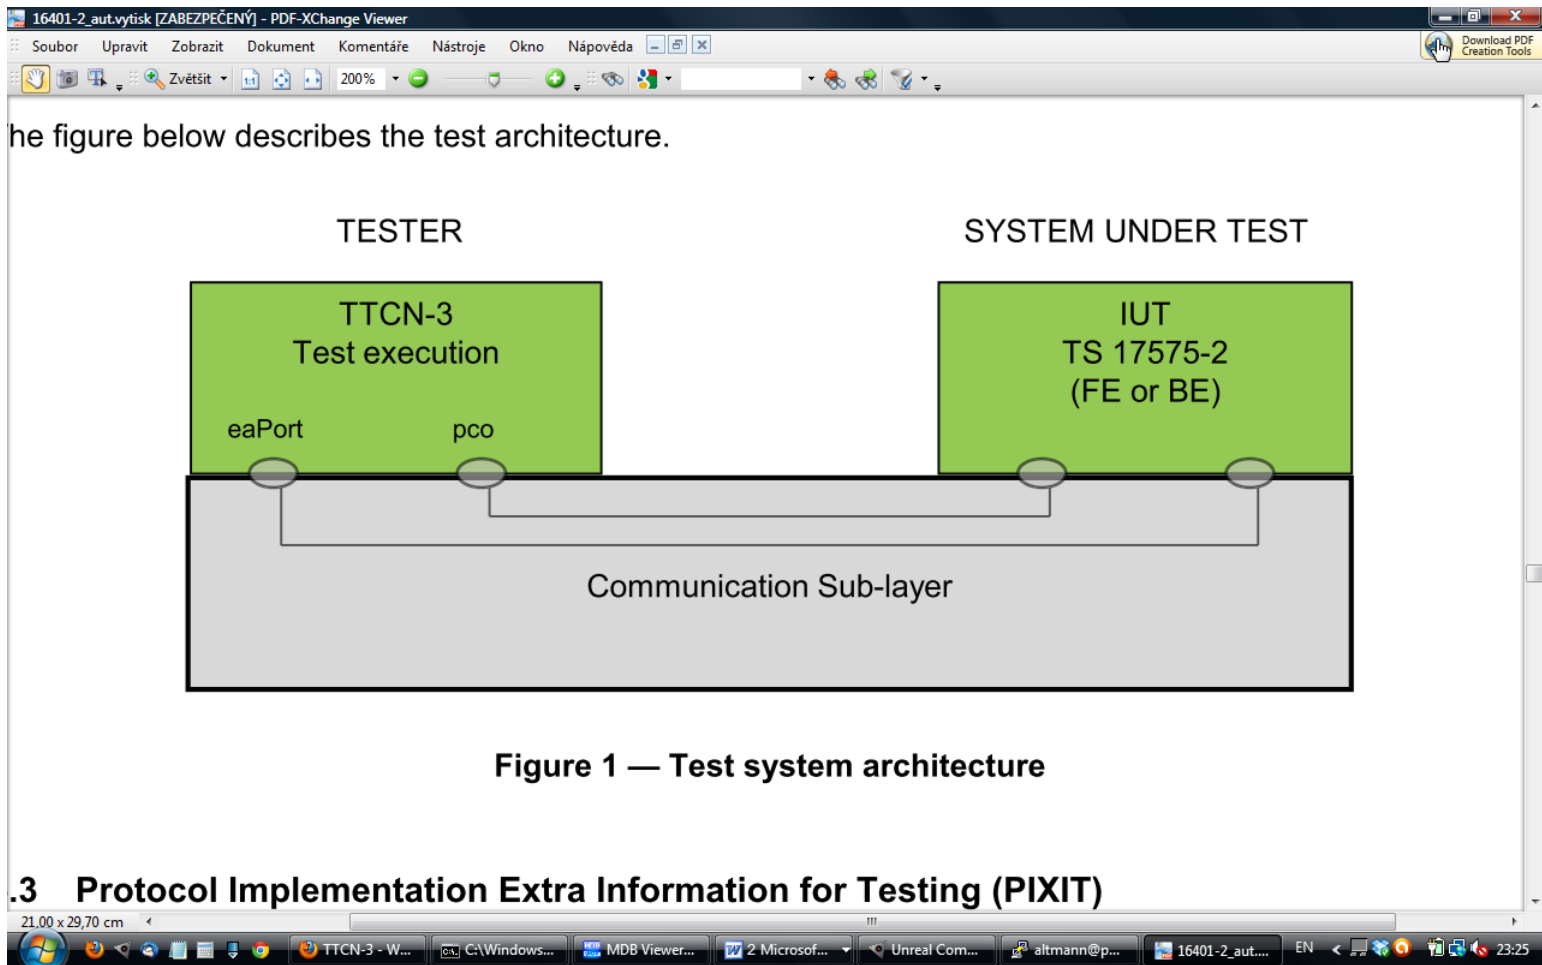 16401-2_aut.vytisk [ZABEZPEČENÝ] - PDF-XChange Viewer
Soubor Upravit Zobrazit Dokument Komentáře Nástroje Okno Nápověda
Download PDF
Creation Tools
Zvětšit 1:1 200%
he figure below describes the test architecture.
TESTER SYSTEM UNDER TEST
TTCN-3
Test execution
eaPort pco
IUT
TS 17575-2
(FE or BE)
Communication Sub-layer
Figure 1 — Test system architecture
.3 Protocol Implementation Extra Information for Testing (PIXIT)
21,00 x 29,70 cm
TTCN-3 - W... C:\Windows... MDB Viewer... 2 Microsof... Unreal Com... altmann@p... 16401-2_aut.... EN 23:25